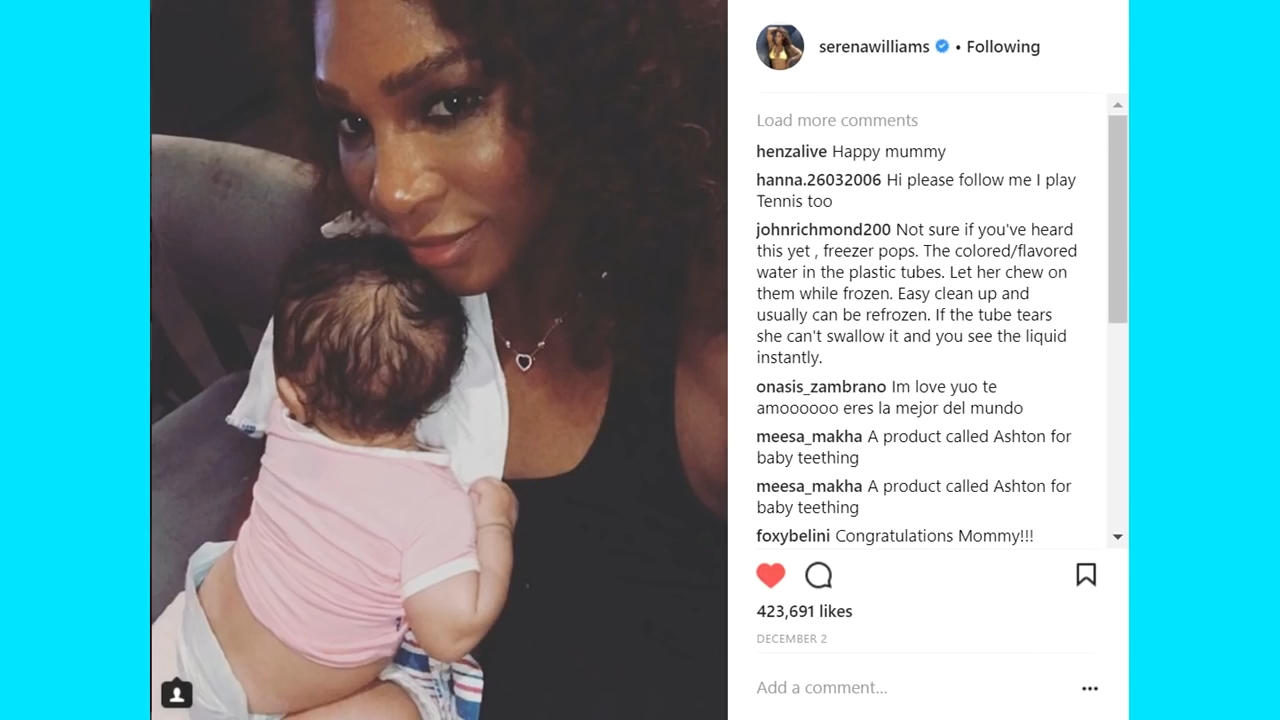 serenawilliams • Following
Load more comments
henzalive Happy mummy
hanna.26032006 Hi please follow me I play
Tennis too
johnrichmond200 Not sure if you've heard
this yet , freezer pops. The colored/flavored
water in the plastic tubes. Let her chew on
them while frozen. Easy clean up and
usually can be refrozen. If the tube tears
she can't swallow it and you see the liquid
instantly.
onasis_zambrano Im love yuo te
amoooooo eres la mejor del mundo
meesa_makha A product called Ashton for
baby teething
meesa_makha A product called Ashton for
baby teething
foxybelini Congratulations Mommy!!!
423,691 likes
DECEMBER 2
Add a comment...